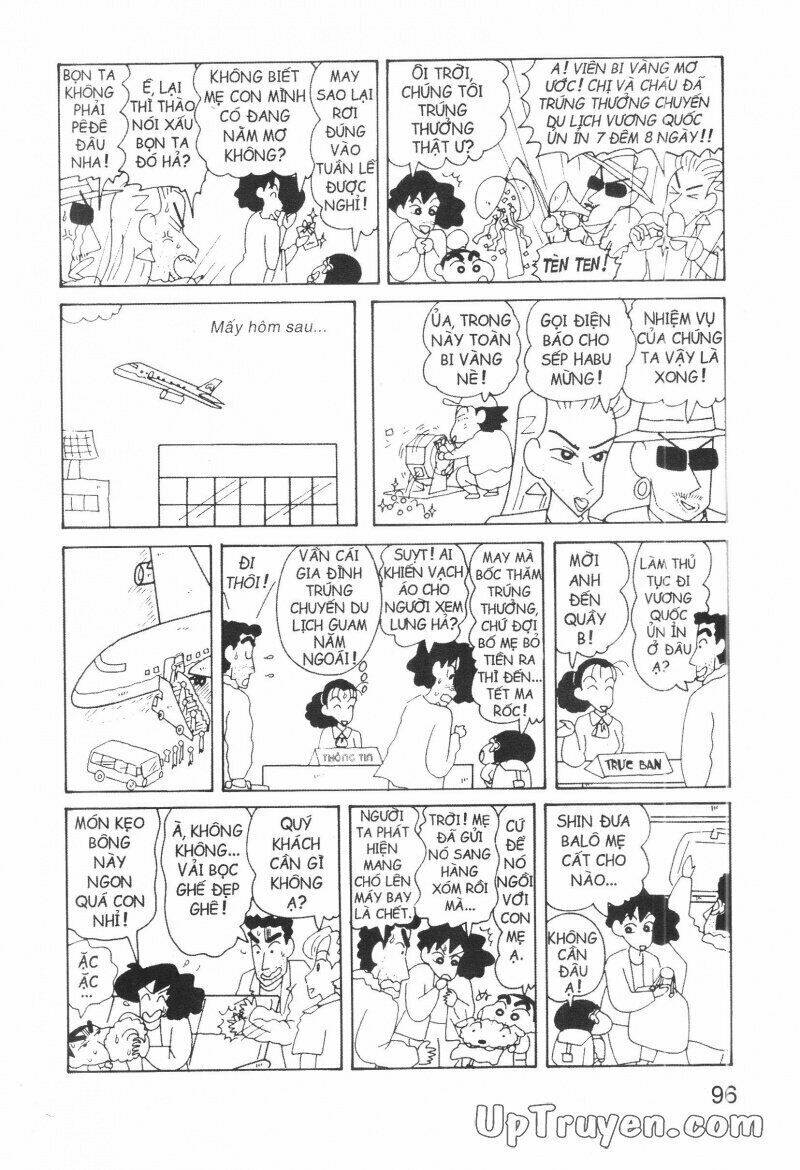 A! VIÊN BI VÀNG MƠ
ƯỚC! CHỊ VÀ CHÁU ĐÃ
TRÚNG THƯỞNG CHUYẾN
DU LỊCH VƯƠNG QUỐC
ỦN ỈN 7 ĐÊM 8 NGÀY!!
TÈN TEN!
ÔI TRỜI,
CHÚNG TÔI
TRÚNG
THƯỞNG
THẬT Ư?
MAY
SAO LẠI
RƠI
ĐÚNG
VÀO
TUẦN LỄ
ĐƯỢC
NGHỈ!
KHÔNG BIẾT
MẸ CON MÌNH
CÓ ĐANG
NẰM MƠ
KHÔNG?
Ê, LẠI
THÌ THÀO
NÓI XẤU
BỌN TA
ĐÓ HẢ?
BỌN TA
KHÔNG
PHẢI
PÊĐÊ
ĐÂU
NHA!
NHIỆM VỤ
CỦA CHÚNG
TA VẬY LÀ
XONG!
GỌI ĐIỆN
BÁO CHO
SẾP HABU
MỪNG!
ỦA, TRONG
NÀY TOÀN
BI VÀNG
NÈ!
Mấy hôm sau...
LÀM THỦ
TỤC ĐI
VƯƠNG
QUỐC
ỦN ỈN
Ở ĐÂU
Ạ?
MỜI
ANH
ĐẾN
QUẦY
B!
TRỰC BAN
MAY MÀ
BỐC THĂM
TRÚNG
THƯỞNG,
CHỨ ĐỢI
BỐ MẸ BỎ
TIỀN RA
THÌ ĐẾN...
TẾT MA
RỐC!
SUỴT! AI
KHIẾN VẠCH
ÁO CHO
NGƯỜI XEM
LƯNG HẢ?
VẪN CÁI
GIA ĐÌNH
TRÚNG
CHUYẾN DU
LỊCH GUAM
NĂM
NGOÁI!
ĐI
THÔI!
THÔNG TIN
SHIN ĐƯA
BALÔ MẸ
CẤT CHO
NÀO...
KHÔNG
CẦN
ĐÂU
Ạ!
CỨ
ĐỂ
NÓ
NGỒI
VỚI
CON
MẸ
Ạ.
TRỜI! MẸ
ĐÃ GỬI
NÓ SANG
HÀNG
XÓM RỒI
MÀ...
NGƯỜI
TA PHÁT
HIỆN
MANG
CHÓ LÊN
MÁY BAY
LÀ CHẾT.
QUÝ
KHÁCH
CẦN GÌ
KHÔNG
Ạ?
À, KHÔNG
KHÔNG...
VẢI BỌC
GHẾ ĐẸP
GHÊ!
MÓN KẸO
BÔNG
NÀY
NGON
QUÁ CON
NHỈ!
ẶC
ẶC
...
96
UpTruyen.com